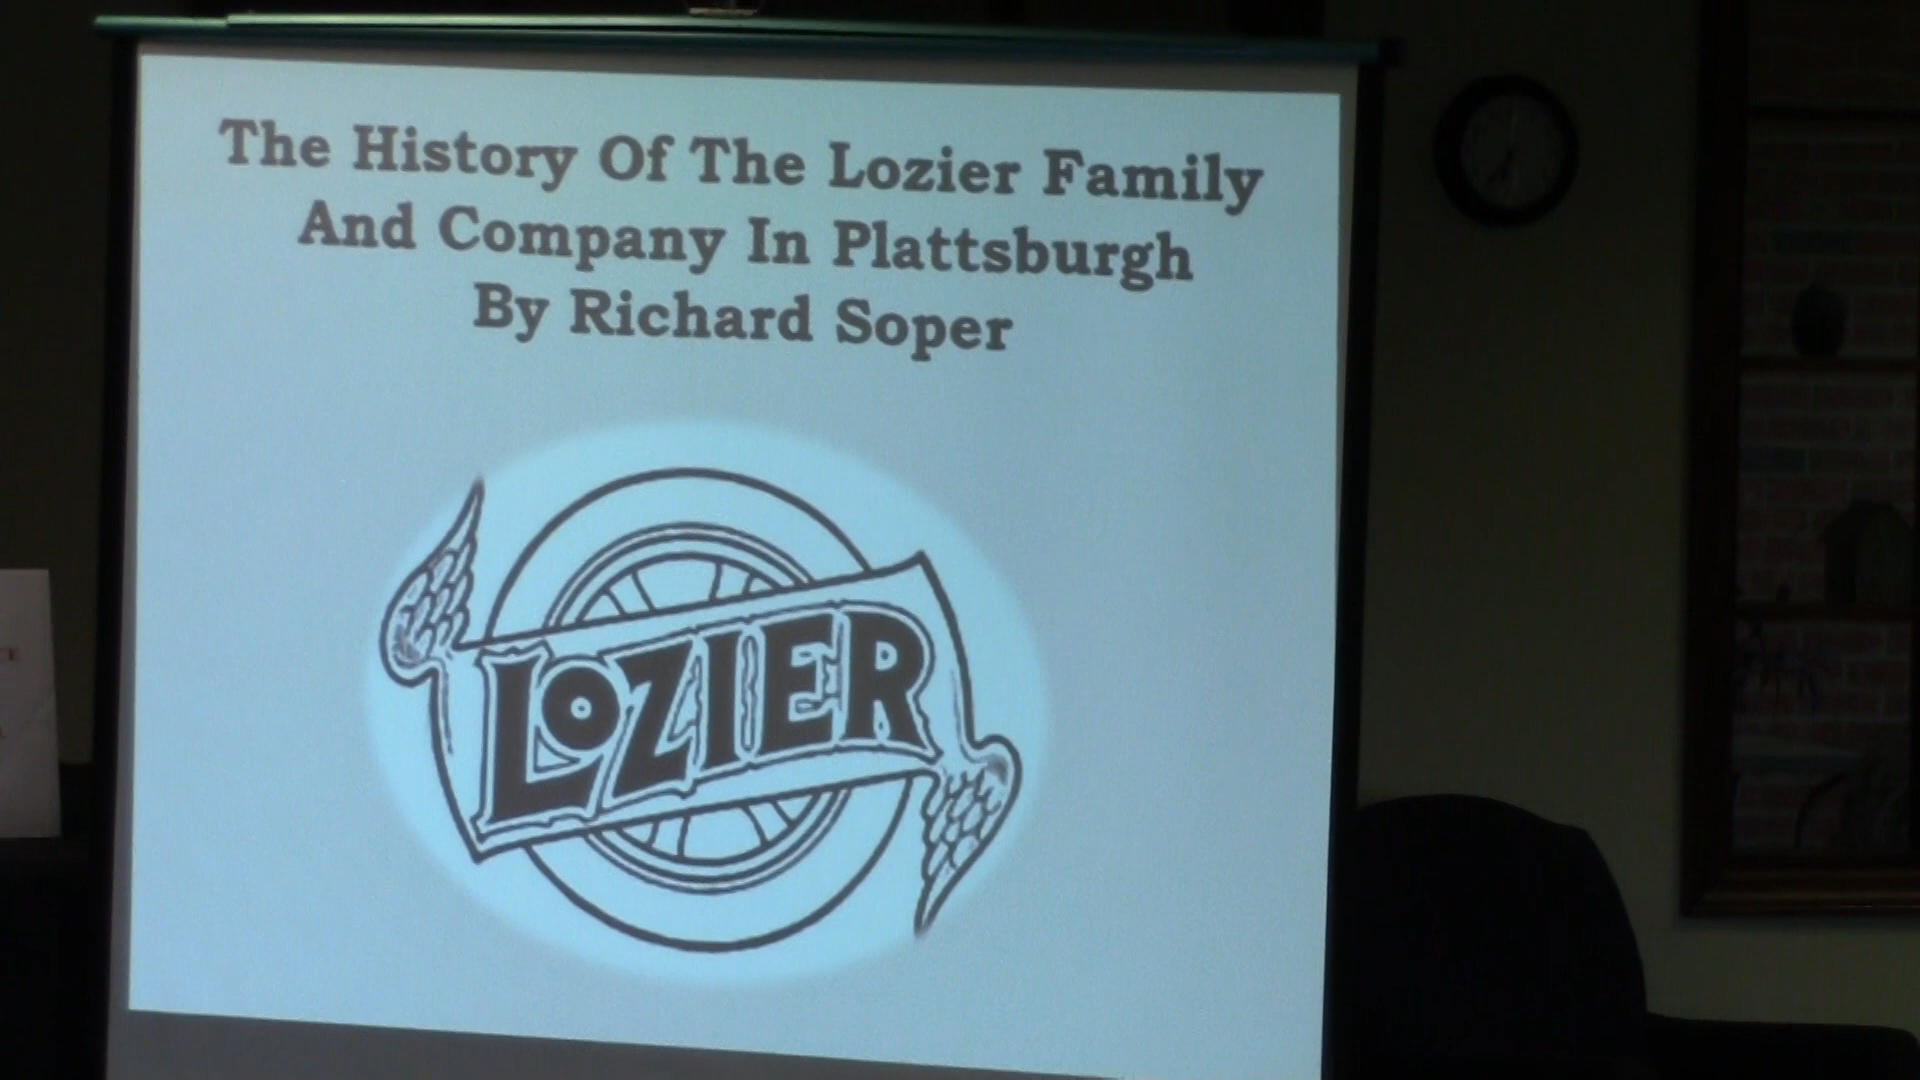 The History Of The Lozier Family
And Company In Plattsburgh
By Richard Soper
LOZIER